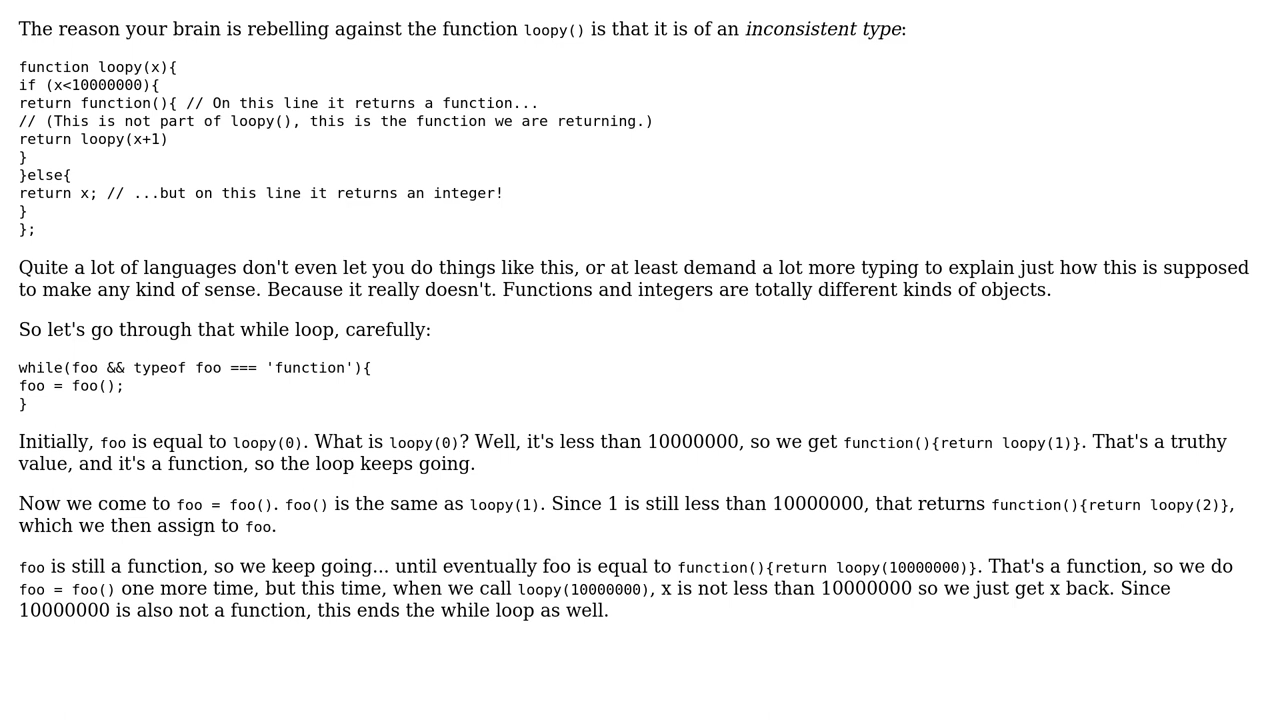 The reason your brain is rebelling against the function loopy() is that it is of an inconsistent type:
function loopy(x){
if (x<10000000){
return function(){ // On this line it returns a function...
// (This is not part of loopy(), this is the function we are returning.)
return loopy(x+1)
}
}else{
return x; // ...but on this line it returns an integer!
}
};
Quite a lot of languages don't even let you do things like this, or at least demand a lot more typing to explain just how this is supposed
to make any kind of sense. Because it really doesn't. Functions and integers are totally different kinds of objects.
So let's go through that while loop, carefully:
while(foo && typeof foo === 'function'){
foo = foo();
}
Initially, foo is equal to loopy(0). What is loopy(0)? Well, it's less than 10000000, so we get function(){return loopy(1)}. That's a truthy
value, and it's a function, so the loop keeps going.
Now we come to foo = foo(). foo() is the same as loopy(1). Since 1 is still less than 10000000, that returns function(){return loopy(2)},
which we then assign to foo.
foo is still a function, so we keep going... until eventually foo is equal to function(){return loopy(10000000)}. That's a function, so we do
foo = foo() one more time, but this time, when we call loopy(10000000), x is not less than 10000000 so we just get x back. Since
10000000 is also not a function, this ends the while loop as well.